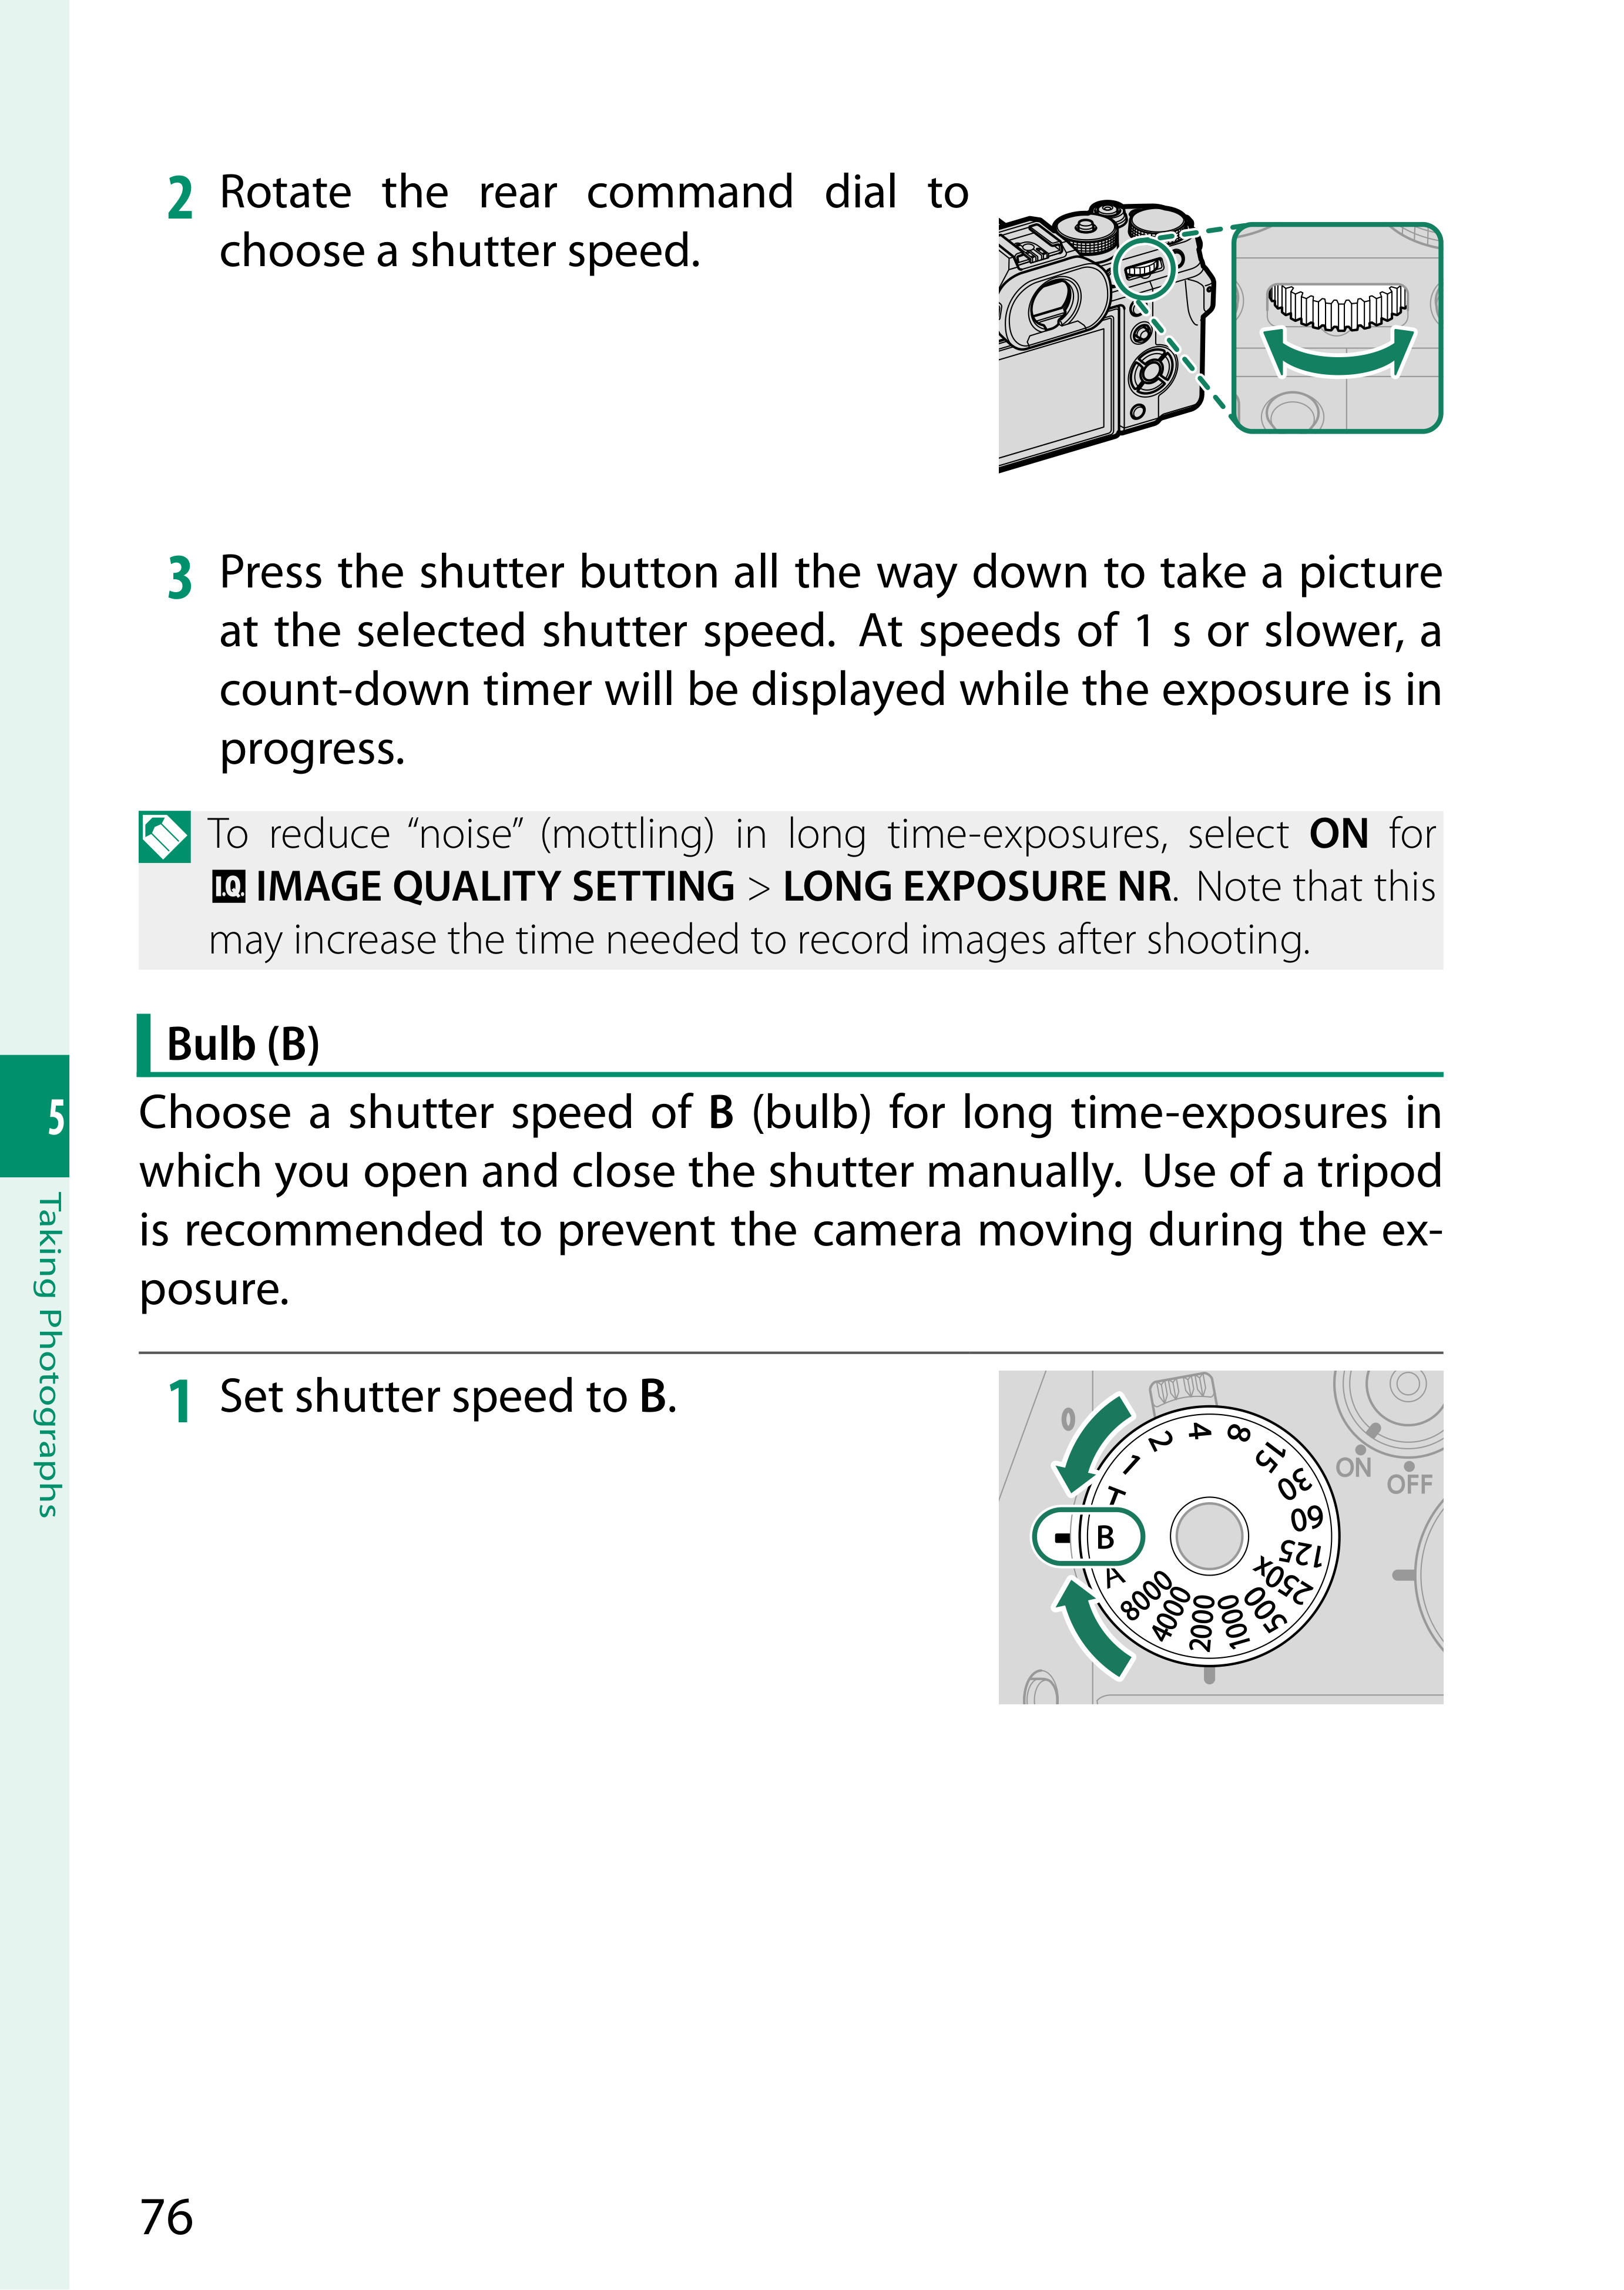 2 Rotate the rear command dial to
choose a shutter speed.
3 Press the shutter button all the way down to take a picture
at the selected shutter speed. At speeds of 1 s or slower, a
count-down timer will be displayed while the exposure is in
progress.
To reduce “noise” (mottling) in long time-exposures, select ON for
I.Q. IMAGE QUALITY SETTING > LONG EXPOSURE NR. Note that this
may increase the time needed to record images after shooting.
Bulb (B)
5
Taking Photographs
Choose a shutter speed of B (bulb) for long time-exposures in
which you open and close the shutter manually. Use of a tripod
is recommended to prevent the camera moving during the ex-
posure.
1 Set shutter speed to B.
0
B
T
1
2
4
8
15
30
60
125
250X
500
1000
2000
4000
8000
A
ON
OFF
76